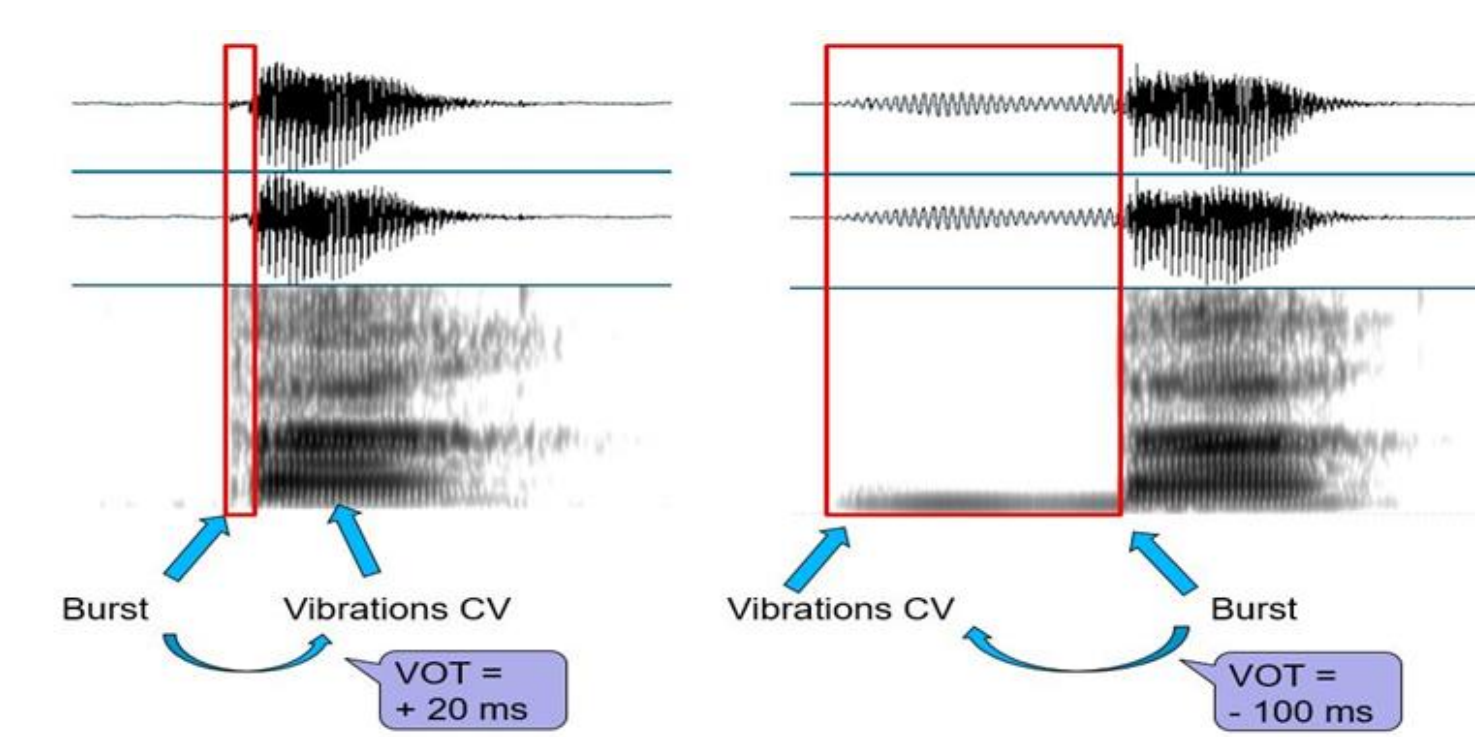 Burst
Vibrations CV
VOT =
+ 20 ms
Vibrations CV
Burst
VOT =
- 100 ms